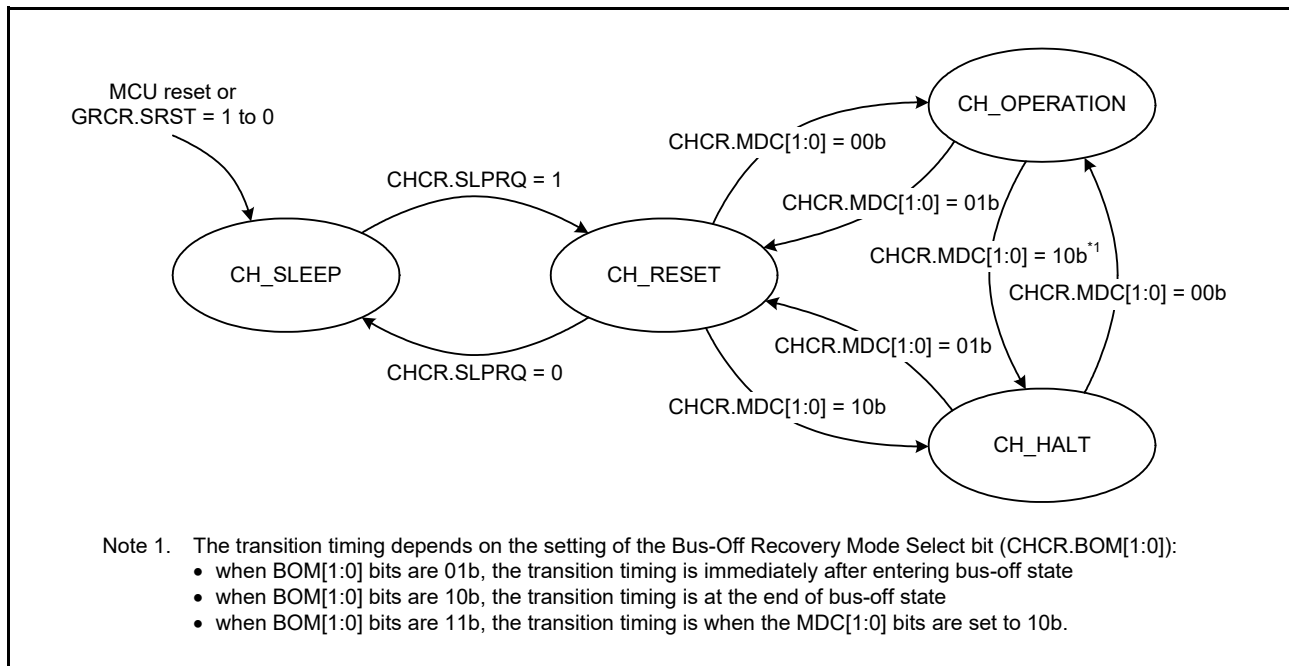 MCU reset or
GRCR.SRST = 1 to 0
CH_OPERATION
CHCR.MDC[1:0] = 00b
CHCR.SLPRQ = 1
CHCR.MDC[1:0] = 01b
CHCR.MDC[1:0] = 10b*1
CH_SLEEP
CH_RESET
CHCR.MDC[1:0] = 00b
CHCR.MDC[1:0] = 01b
CHCR.SLPRQ = 0
CHCR.MDC[1:0] = 10b
CH_HALT
Note 1. The transition timing depends on the setting of the Bus-Off Recovery Mode Select bit (CHCR.BOM[1:0]):
• when BOM[1:0] bits are 01b, the transition timing is immediately after entering bus-off state
• when BOM[1:0] bits are 10b, the transition timing is at the end of bus-off state
• when BOM[1:0] bits are 11b, the transition timing is when the MDC[1:0] bits are set to 10b.